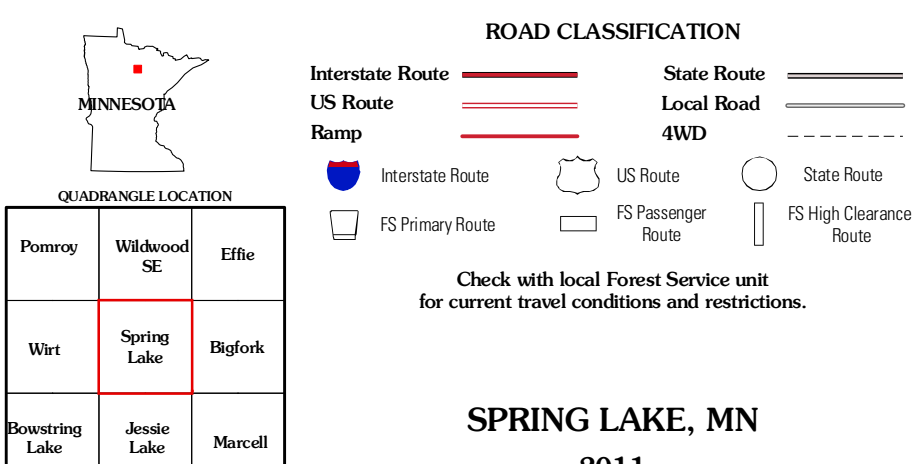 MINNESOTA
QUADRANGLE LOCATION
Pomroy
Wildwood
SE
Effie
Wirt
Spring
Lake
Bigfork
Bowstring
Lake
Jessie
Lake
Marcell
ROAD CLASSIFICATION
Interstate Route
State Route
US Route
Local Road
Ramp
4WD
Interstate Route
US Route
State Route
FS Primary Route
FS Passenger
Route
FS High Clearance
Route
Check with local Forest Service unit
for current travel conditions and restrictions.
SPRING LAKE, MN
2011